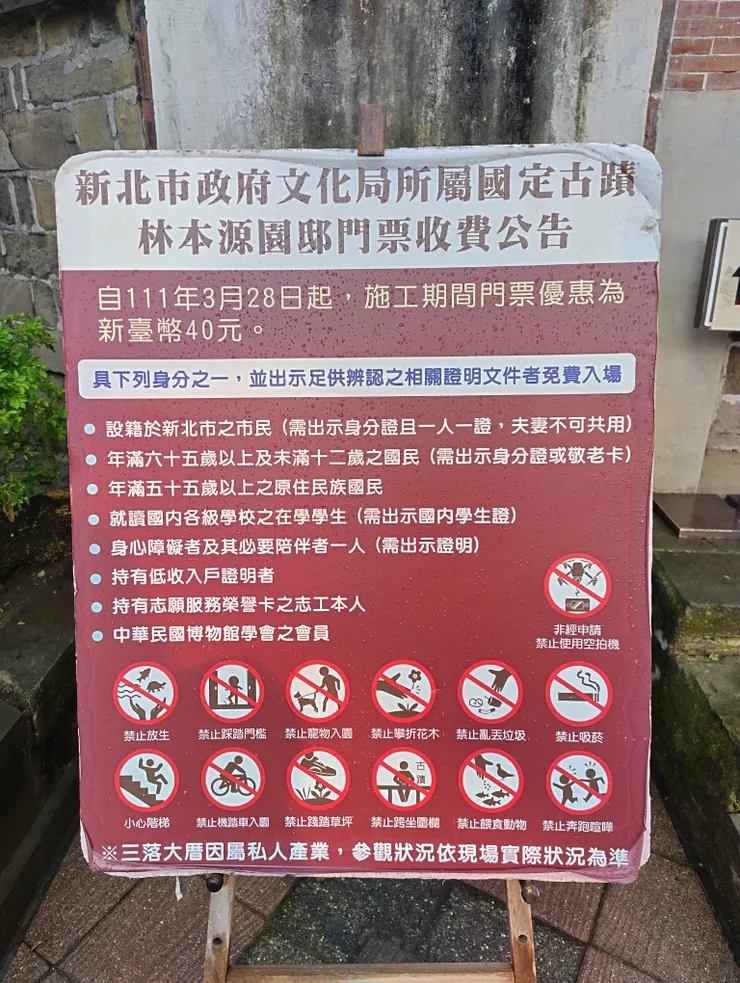 新北市政府文化局所屬國定古蹟
林本源園邸門票收費公告
自111年3月28日起，施工期間門票優惠為
新臺幣40元。
具下列身分之一，並出示足供辨認之相關證明文件者免費入場
設籍於新北市之市民（需出示身分證且一人一證，夫妻不可共用）
年滿六十五歲以上及未滿十二歲之國民（需出示身分證或敬老卡）
年滿五十五歲以上之原住民族國民
就讀國內各級學校之在學學生（需出示國內學生證）
身心障礙者及其必要陪伴者一人（需出示證明）
持有低收入戶證明者
持有志願服務榮譽卡之志工本人
中華民國博物館學會之會員
非經申請
禁止使用空拍機
禁止放生
禁止踩踏門檻
禁止寵物入園
禁止攀折花木
禁止亂丟垃圾
禁止吸菸
古蹟
小心階梯
禁止機踏車入園
禁止踐踏草坪
禁止跨坐圍欄
禁止餵食動物
禁止奔跑喧嘩
※三落大厝因屬私人產業，參觀狀況依現場實際狀況為準